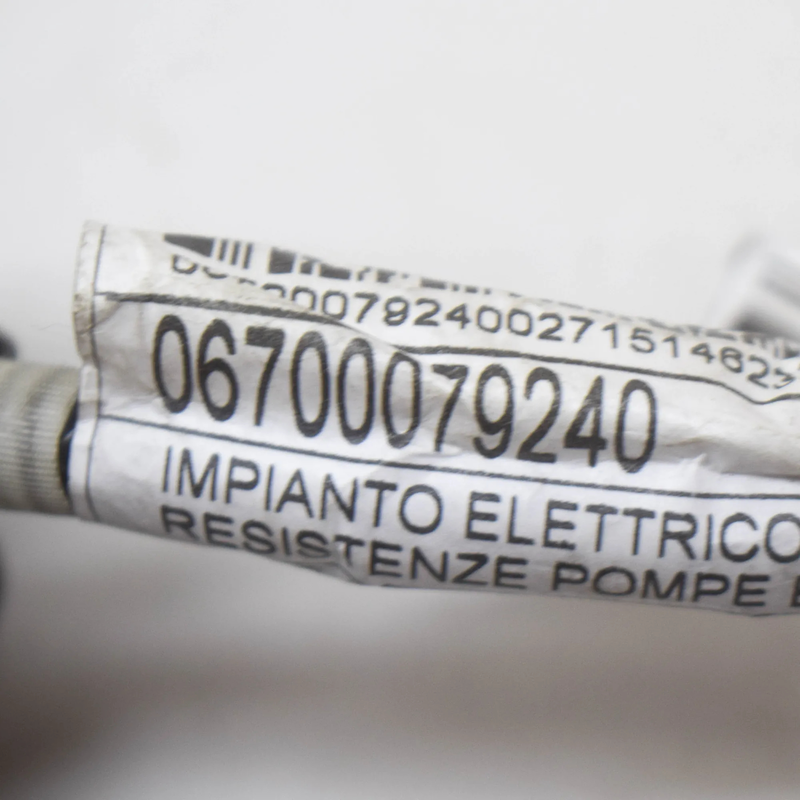 06700079240
IMPIANTO ELETTRICO
RESISTENZE POMPE